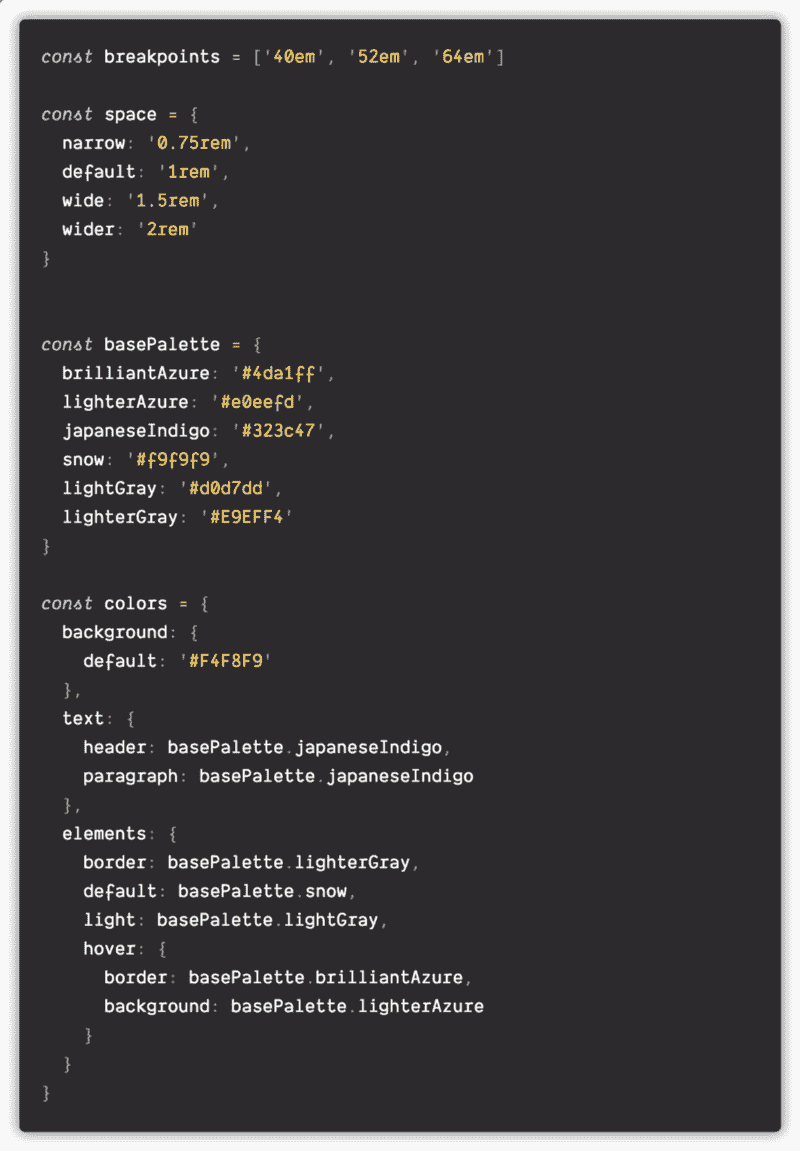 const breakpoints = ['40em', '52em', '64em']
const space = {
  narrow: '0.75rem',
  default: '1rem',
  wide: '1.5rem',
  wider: '2rem'
}
const basePalette = {
  brilliantAzure: '#4da1ff',
  lighterAzure: '#e0eefd',
  japaneseIndigo: '#323c47',
  snow: '#f9f9f9',
  lightGray: '#d0d7dd',
  lighterGray: '#E9EFF4'
}
const colors = {
  background: {
    default: '#F4F8F9'
  },
  text: {
    header: basePalette.japaneseIndigo,
    paragraph: basePalette.japaneseIndigo
  },
  elements: {
    border: basePalette.lighterGray,
    default: basePalette.snow,
    light: basePalette.lightGray,
    hover: {
      border: basePalette.brilliantAzure,
      background: basePalette.lighterAzure
    }
  }
}